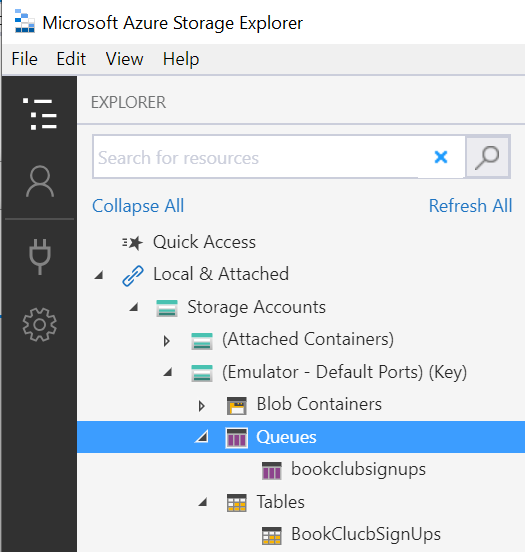 Microsoft Azure Storage Explorer
File Edit View Help
EXPLORER
Search for resources
Collapse All Refresh All
Quick Access
Local & Attached
Storage Accounts
(Attached Containers)
(Emulator - Default Ports) (Key)
Blob Containers
Queues
bookclubsignups
Tables
BookClucbSignUps